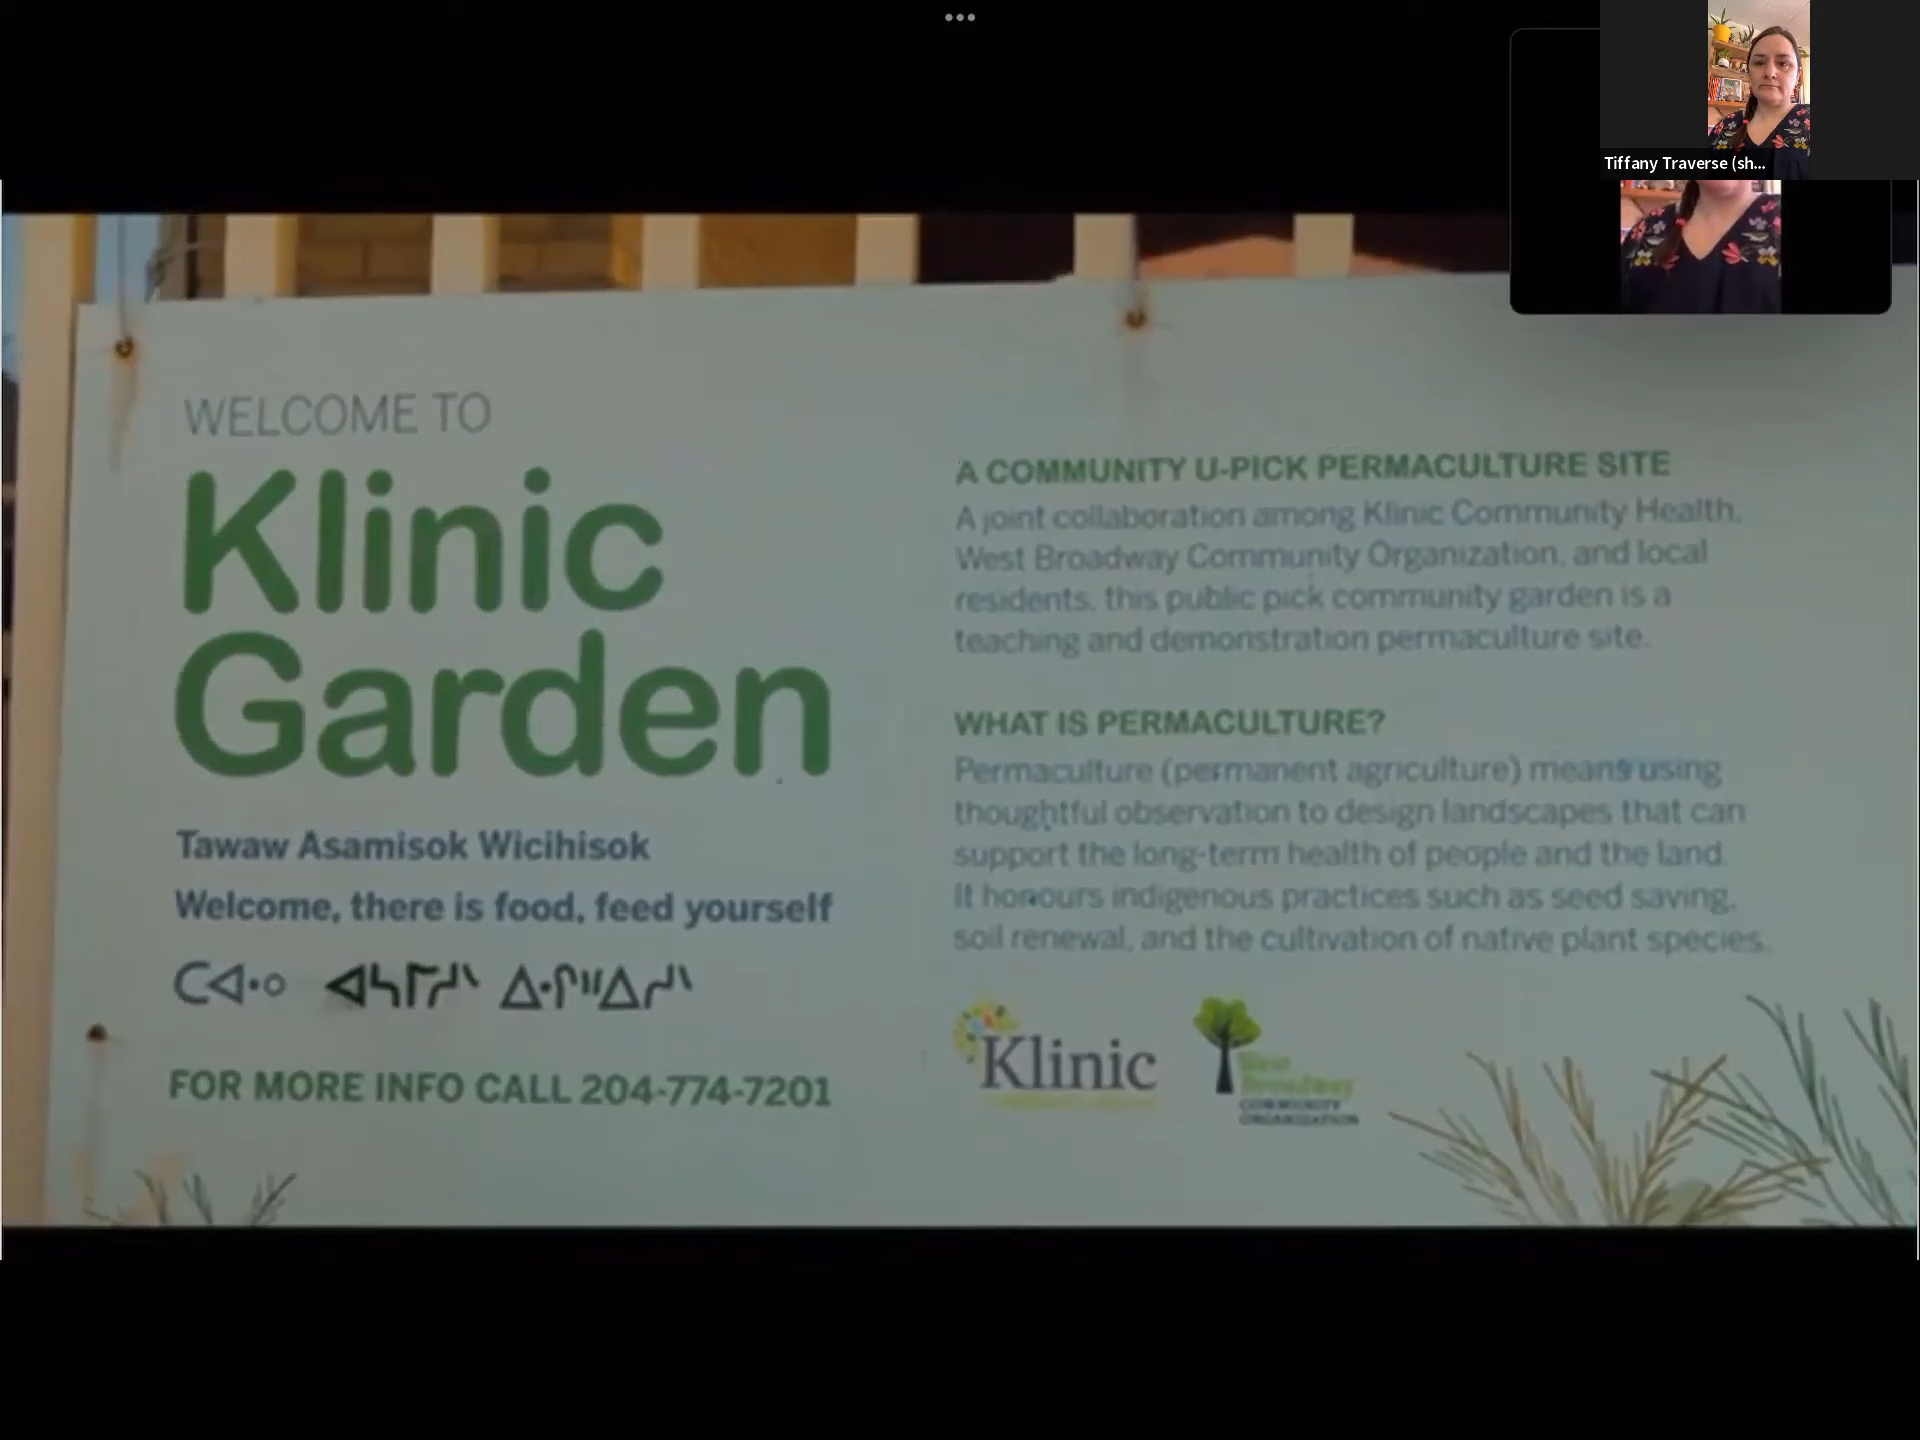 Tiffany Traverse (sh...
WELCOME TO
Klinic
Garden
Tawaw Asamisok Wicihisok
Welcome, there is food, feed yourself
ᑕᐊᐧᐤ ᐊᓴᒥᓱᐠ ᐃᐧᒋᐦᐃᓱᐠ
FOR MORE INFO CALL 204-774-7201
A COMMUNITY U-PICK PERMACULTURE SITE
A joint collaboration among Klinic Community Health,
West Broadway Community Organization, and local
residents, this public pick community garden is a
teaching and demonstration permaculture site.
WHAT IS PERMACULTURE?
Permaculture (permanent agriculture) means using
thoughtful observation to design landscapes that can
support the long-term health of people and the land.
It honours indigenous practices such as seed saving,
soil renewal, and the cultivation of native plant species.
Klinic
West
Broadway
COMMUNITY
ORGANIZATION